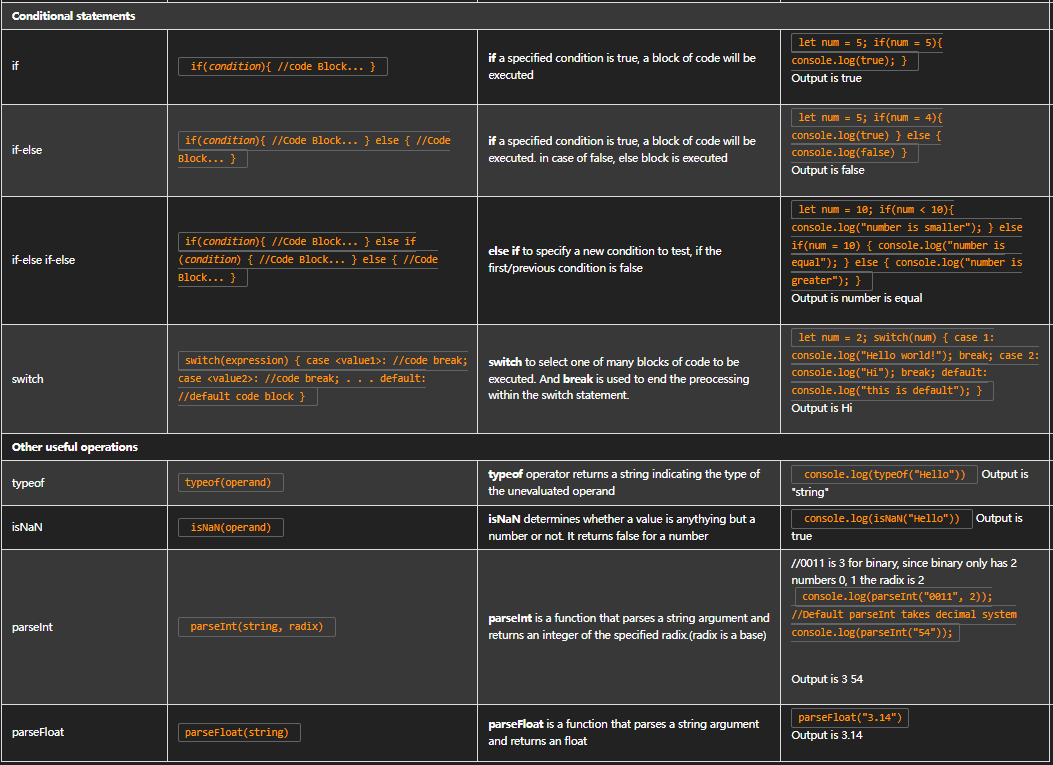 Conditional statements
if
if(condition){ //code Block... }
if a specified condition is true, a block of code will be
executed
let num = 5; if(num = 5){
console.log(true); }
Output is true
if-else
if(condition){ //Code Block... } else { //Code
Block... }
if a specified condition is true, a block of code will be
executed. in case of false, else block is executed
let num = 5; if(num = 4){
console.log(true) } else {
console.log(false) }
Output is false
if-else if-else
if(condition){ //Code Block... } else if
(condition) { //Code Block... } else { //Code
Block... }
else if to specify a new condition to test, if the
first/previous condition is false
let num = 10; if(num < 10){
console.log("number is smaller"); } else
if(num = 10) { console.log("number is
equal"); } else { console.log("number is
greater"); }
Output is number is equal
switch
switch(expression) { case <value1>: //code break;
case <value2>: //code break; . . . default:
//default code block }
switch to select one of many blocks of code to be
executed. And break is used to end the preocessing
within the switch statement.
let num = 2; switch(num) { case 1:
console.log("Hello world!"); break; case 2:
console.log("Hi"); break; default:
console.log("this is default"); }
Output is Hi
Other useful operations
typeof
typeof(operand)
typeof operator returns a string indicating the type of
the unevaluated operand
console.log(typeOf("Hello")) Output is
"string"
isNaN
isNaN(operand)
isNaN determines whether a value is anythying but a
number or not. It returns false for a number
console.log(isNaN("Hello")) Output is
true
parseInt
parseInt(string, radix)
parseInt is a function that parses a string argument and
returns an integer of the specified radix.(radix is a base)
//0011 is 3 for binary, since binary only has 2
numbers 0, 1 the radix is 2
console.log(parseInt("0011", 2));
//Default parseInt takes decimal system
console.log(parseInt("54"));
Output is 3 54
parseFloat
parseFloat(string)
parseFloat is a function that parses a string argument
and returns an float
parseFloat("3.14")
Output is 3.14